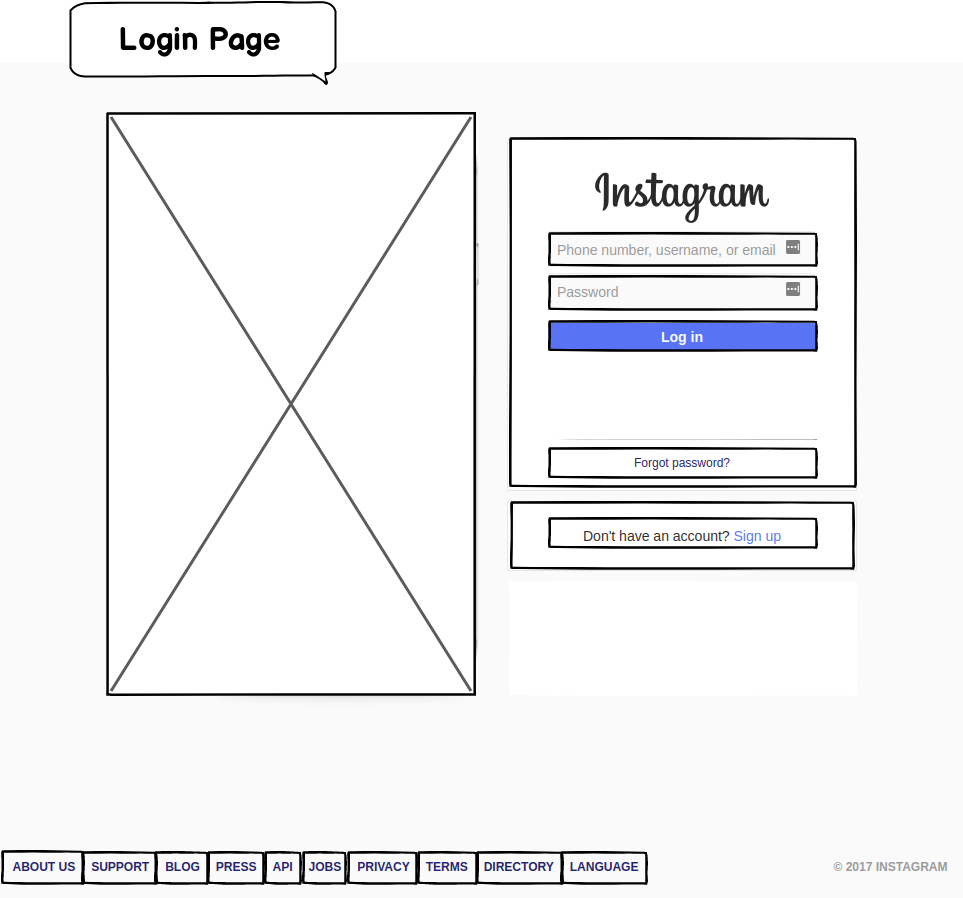 Login Page
Instagram
Phone number, username, or email
Password
Log in
Forgot password?
Don't have an account? Sign up
ABOUT US SUPPORT BLOG PRESS API JOBS PRIVACY TERMS DIRECTORY LANGUAGE © 2017 INSTAGRAM